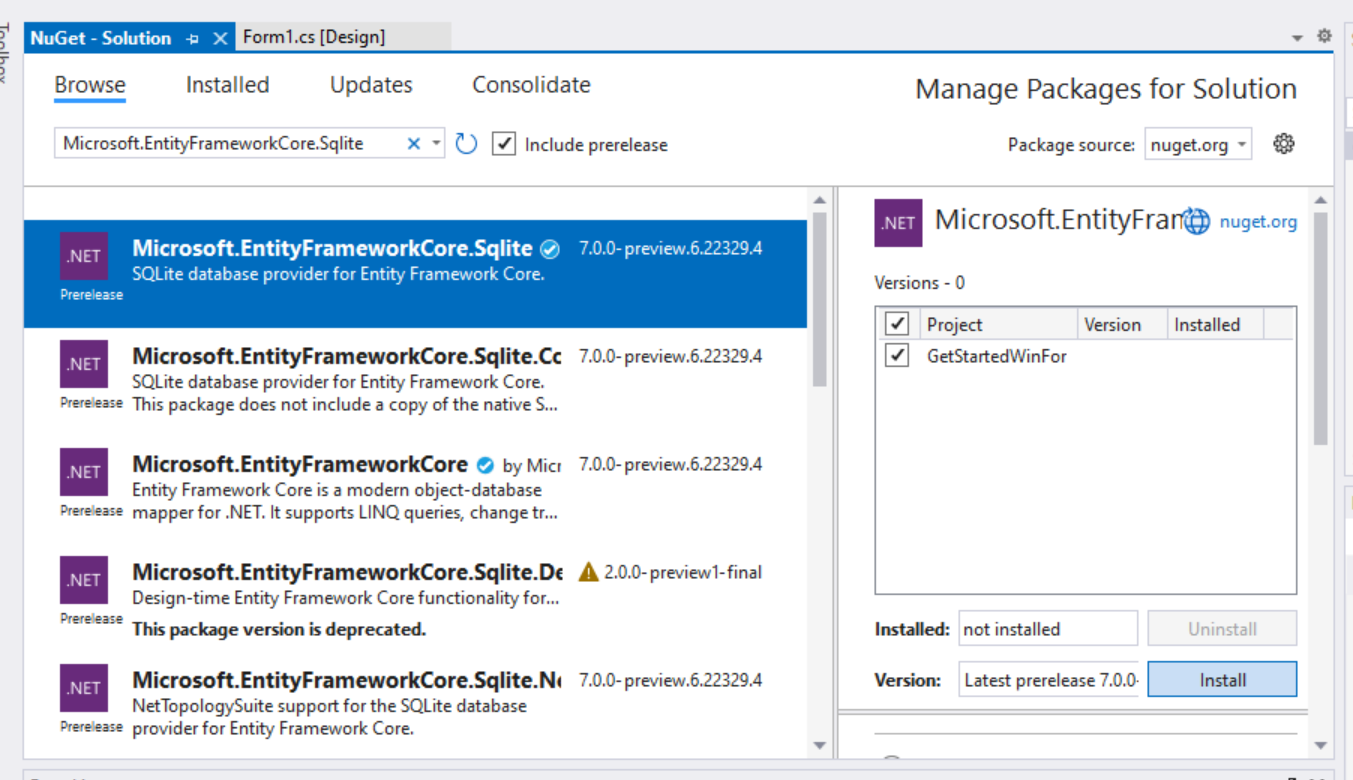 Toolbox
NuGet - Solution
Form1.cs [Design]
Browse
Installed
Updates
Consolidate
Manage Packages for Solution
Microsoft.EntityFrameworkCore.Sqlite
Include prerelease
Package source:
nuget.org
.NET
Prerelease
Microsoft.EntityFrameworkCore.Sqlite
7.0.0-preview.6.22329.4
SQLite database provider for Entity Framework Core.
.NET
Prerelease
Microsoft.EntityFrameworkCore.Sqlite.Co
7.0.0-preview.6.22329.4
SQLite database provider for Entity Framework Core.
This package does not include a copy of the native S...
.NET
Prerelease
Microsoft.EntityFrameworkCore by Micr
7.0.0-preview.6.22329.4
Entity Framework Core is a modern object-database
mapper for .NET. It supports LINQ queries, change tr...
.NET
Prerelease
Microsoft.EntityFrameworkCore.Sqlite.De
2.0.0-preview1-final
Design-time Entity Framework Core functionality for...
This package version is deprecated.
.NET
Prerelease
Microsoft.EntityFrameworkCore.Sqlite.Ne
7.0.0-preview.6.22329.4
NetTopologySuite support for the SQLite database
provider for Entity Framework Core.
.NET
Microsoft.EntityFram
nuget.org
Versions - 0
Project
Version
Installed
GetStartedWinFor
Installed:
not installed
Uninstall
Version:
Latest prerelease 7.0.0-
Install